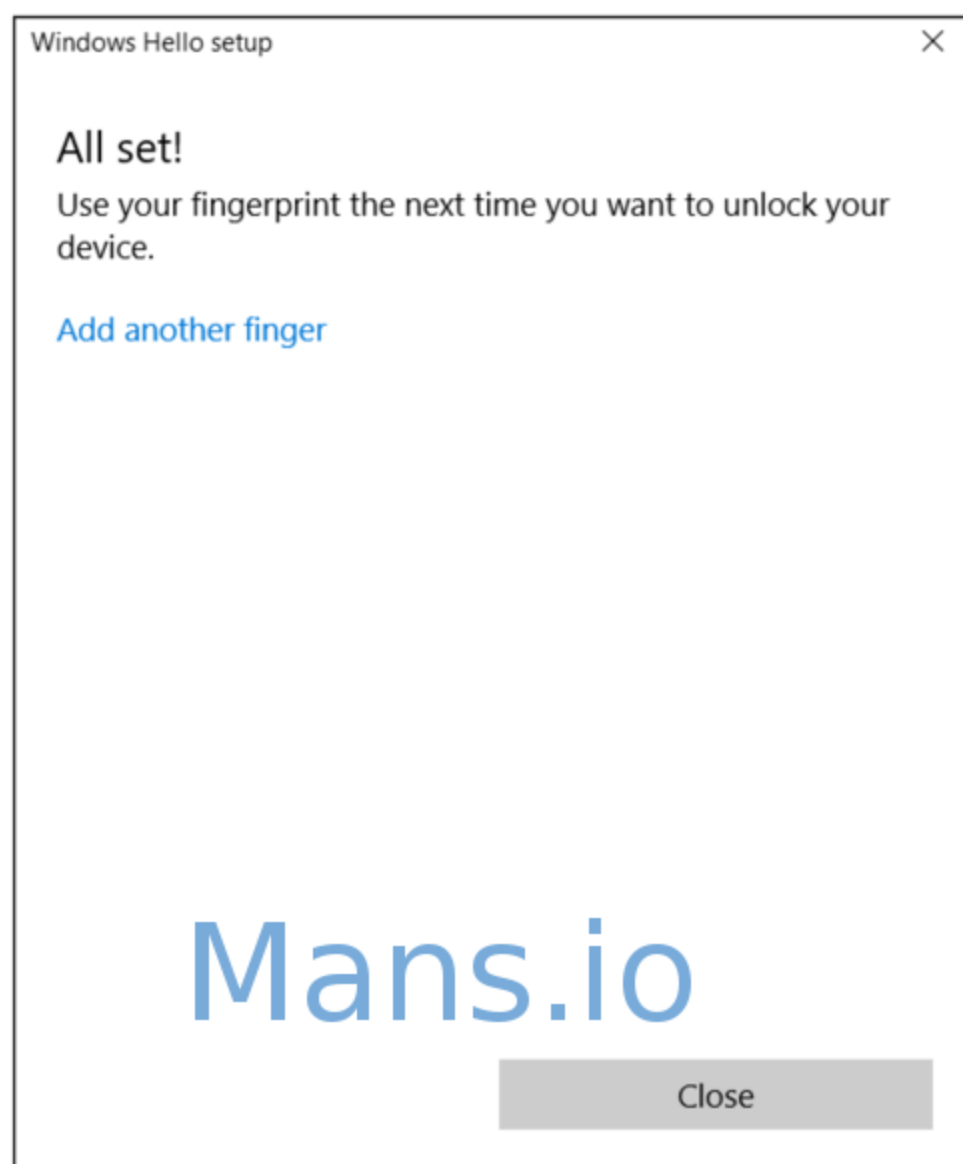 Windows Hello setup
All set!
Use your fingerprint the next time you want to unlock your
device.
Add another finger
Mans.io
Close